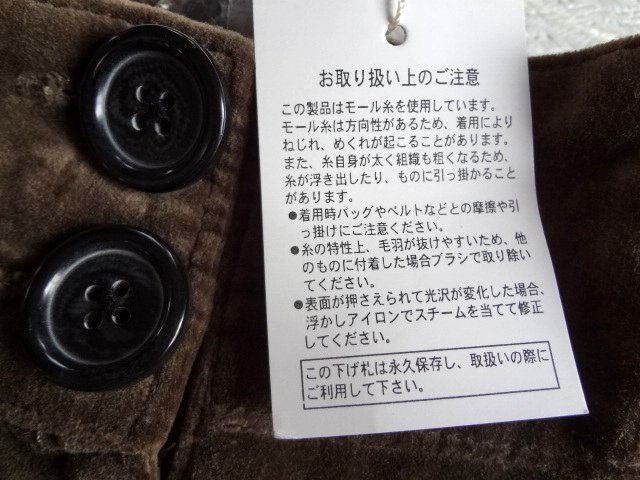 お取り扱い上のご注意
この製品はモール糸を使用しています。
モール糸は方向性があるため、着用により
ねじれ、めくれが起こることがあります。
また、糸自身が太く組織も粗くなるため、
糸が浮き出したり、ものに引っ掛かること
があります。
●着用時バッグやベルトなどとの摩擦や引
っ掛けにご注意ください。
●糸の特性上、毛羽が抜けやすいため、他
のものに付着した場合ブラシで取り除い
てください。
●表面が押さえられて光沢が変化した場合、
浮かしアイロンでスチームを当てて修正
してください。
この下げ札は永久保存し、取扱いの際に
ご利用して下さい。